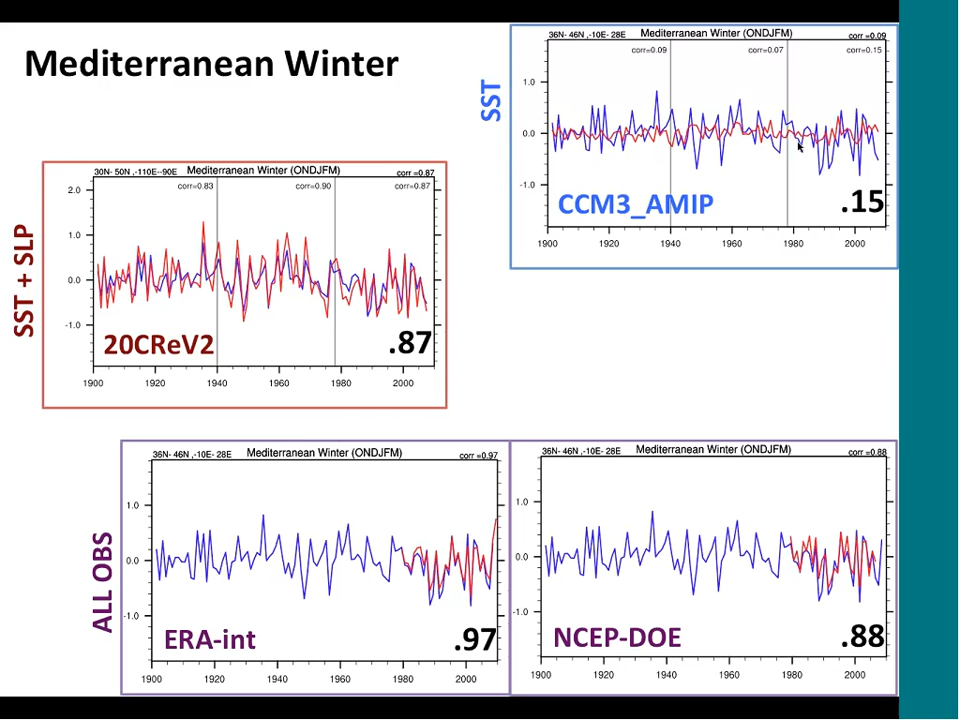 Mediterranean Winter
SST
36N- 46N ,-10E- 28E Mediterranean Winter (ONDJFM) corr =0.09
corr=0.09 corr=0.07 corr=0.15
1.0
0.0
-1.0
CCM3_AMIP .15
1900 1920 1940 1960 1980 2000
SST + SLP
30N- 50N ,-110E--90E Mediterranean Winter (ONDJFM) corr =0.87
corr=0.83 corr=0.90 corr=0.87
2.0
1.0
0.0
-1.0
20CReV2 .87
1900 1920 1940 1960 1980 2000
ALL OBS
36N- 46N ,-10E- 28E Mediterranean Winter (ONDJFM) corr =0.97
1.0
0.0
-1.0
ERA-int .97
1900 1920 1940 1960 1980 2000
36N- 46N ,-10E- 28E Mediterranean Winter (ONDJFM) corr =0.88
1.0
0.0
-1.0
NCEP-DOE .88
1900 1920 1940 1960 1980 2000